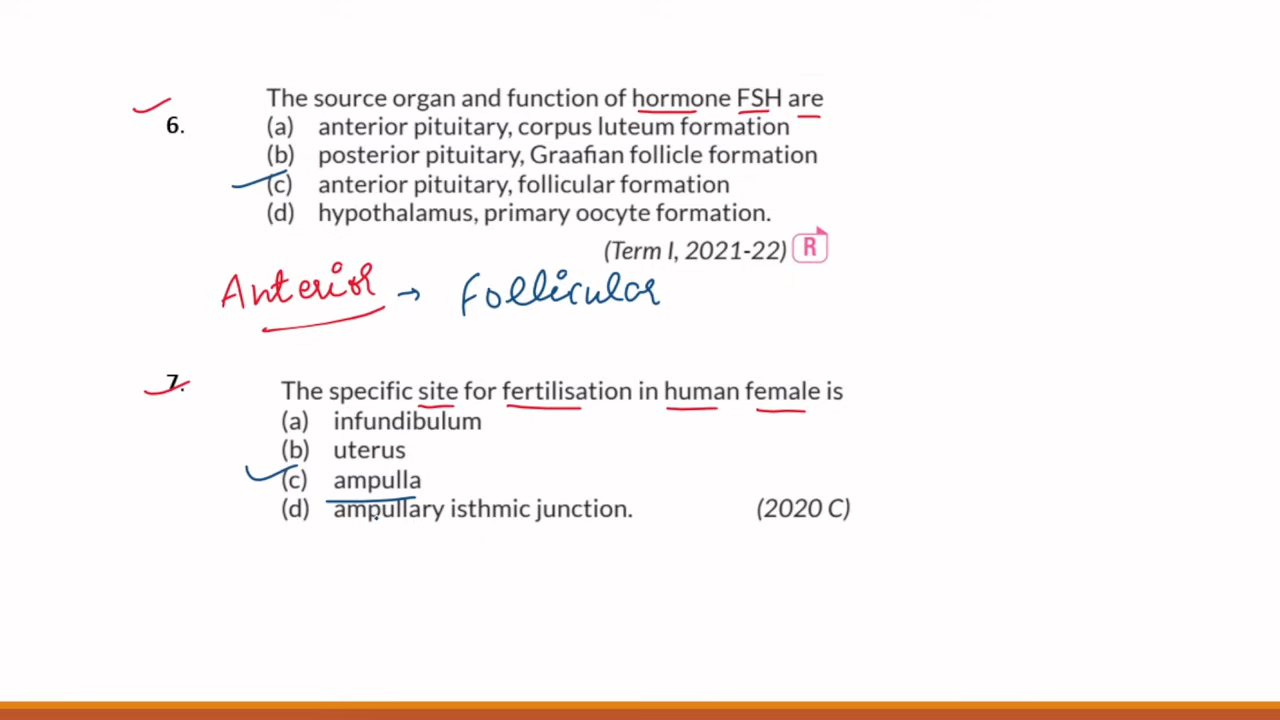 The source organ and function of hormone FSH are
6.
(a) anterior pituitary, corpus luteum formation
(b) posterior pituitary, Graafian follicle formation
(c) anterior pituitary, follicular formation
(d) hypothalamus, primary oocyte formation.
(Term I, 2021-22) R
Anterior → Follicular
7.
The specific site for fertilisation in human female is
(a) infundibulum
(b) uterus
(c) ampulla
(d) ampullary isthmic junction. (2020 C)